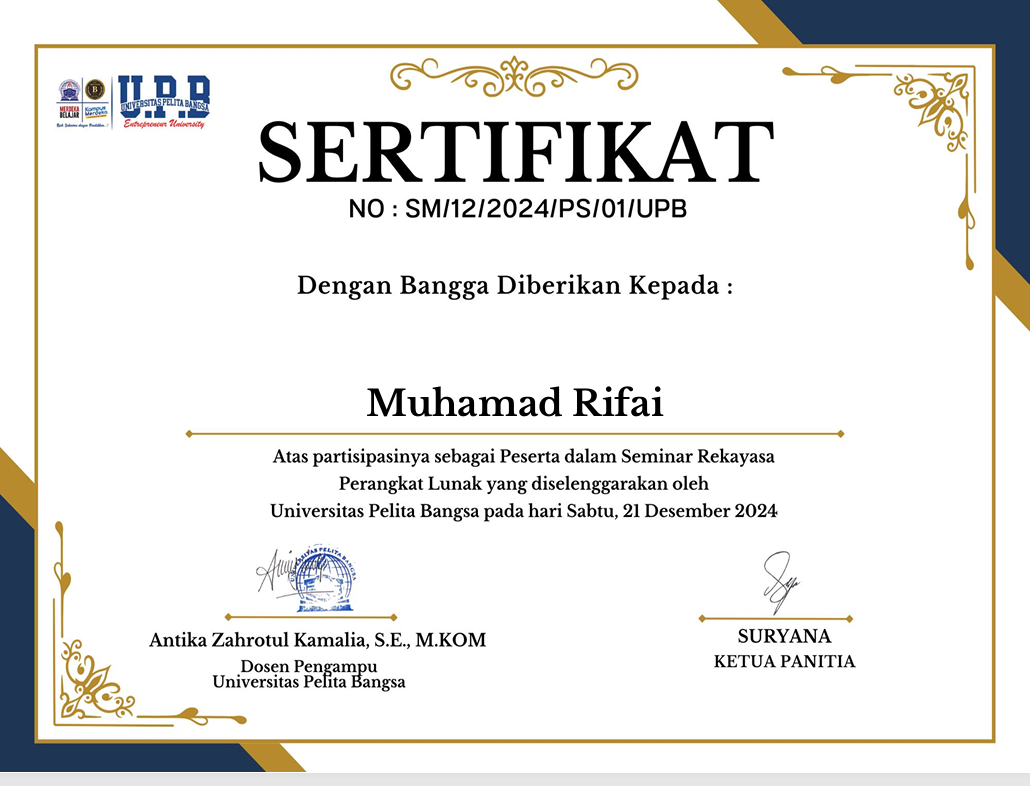 MERDEKA
BELAJAR
Kampus
Merdeka
U.P.B
UNIVERSITAS PELITA BANGSA
Entrepreneur University
SERTIFIKAT
NO : SM/12/2024/PS/01/UPB
Dengan Bangga Diberikan Kepada :
Muhamad Rifai
Atas partisipasinya sebagai Peserta dalam Seminar Rekayasa
Perangkat Lunak yang diselenggarakan oleh
Universitas Pelita Bangsa pada hari Sabtu, 21 Desember 2024
UNIVERSITAS PELITA BANGSA
Antika Zahrotul Kamalia, S.E., M.KOM
Dosen Pengampu
Universitas Pelita Bangsa
SURYANA
KETUA PANITIA